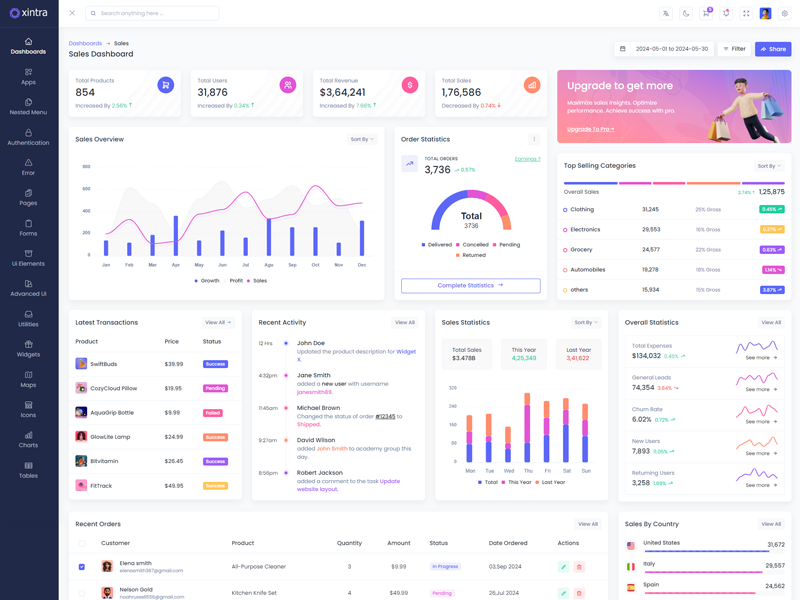 xintra
Search anything here ...
5
Dashboards
Apps
Nested Menu
Authentication
Error
Pages
Forms
Ui Elements
Advanced UI
Utilities
Widgets
Maps
Icons
Charts
Tables
Dashboards → Sales
Sales Dashboard
2024-05-01 to 2024-05-30
Filter
Share
Total Products
854
Increased By 2.56%
Total Users
31,876
Increased By 0.34%
Total Revenue
$3,64,241
Increased By 7.66%
Total Sales
1,76,586
Decreased By 0.74%
Upgrade to get more
Maximize sales insights. Optimize
performance. Achieve success with pro.
Upgrade To Pro→
Sales Overview
Sort By
800
600
400
200
0
Jan Feb Mar Apr May Jun Jul Agu Sep Oct Nov Dec
Growth Profit Sales
Order Statistics
TOTAL ORDERS
3,736 0.57%
Earnings ?
Total
3736
Delivered Cancelled Pending
Returned
Complete Statistics →
Top Selling Categories
Sort By
Overall Sales 2.74% 1,25,875
Clothing 31,245 25% Gross 0.45%
Electronics 29,553 16% Gross 0.27%
Grocery 24,577 22% Gross 0.63%
Automobiles 19,278 18% Gross 1.14%
others 15,934 15% Gross 3.87%
Latest Transactions
View All
Product Price Status
SwiftBuds $39.99 Success
CozyCloud Pillow $19.95 Pending
AquaGrip Bottle $9.99 Failed
GlowLite Lamp $24.99 Success
Bitvitamin $26.45 Success
FitTrack $49.95 Success
Recent Activity
View All
12 Hrs John Doe
Updated the product description for Widget
X.
4:32pm Jane Smith
added a new user with username
janesmith89.
11:45am Michael Brown
Changed the status of order #12345 to
Shipped.
9:27am David Wilson
added John Smith to academy group this
day.
8:56pm Robert Jackson
added a comment to the task Update
website layout.
Sales Statistics
Sort By
Total Sales
$3.478B
This Year
4,25,349
Last Year
3,41,622
320
240
160
80
0
Mon Tue Wed Thu Fri Sat Sun
Total This Year Last Year
Overall Statistics
View All
Total Expenses
$134,032 0.45%
See more →
General Leads
74,354 3.84%
See more →
Churn Rate
6.02% 0.72%
See more →
New Users
7,893 0.05%
See more →
Returning Users
3,258 1.69%
See more →
Recent Orders
View All
Customer Product Quantity Amount Status Date Ordered Actions
Elena smith
elenasmith387@gmail.com
All-Purpose Cleaner 3 $9.99 In Progress 03,Sep 2024
Nelson Gold
noahrussell556@gmail.com
Kitchen Knife Set 4 $49.99 Pending 26,Jul 2024
Sales By Country
View All
United States 31,672
Italy 29,557
Spain 24,562